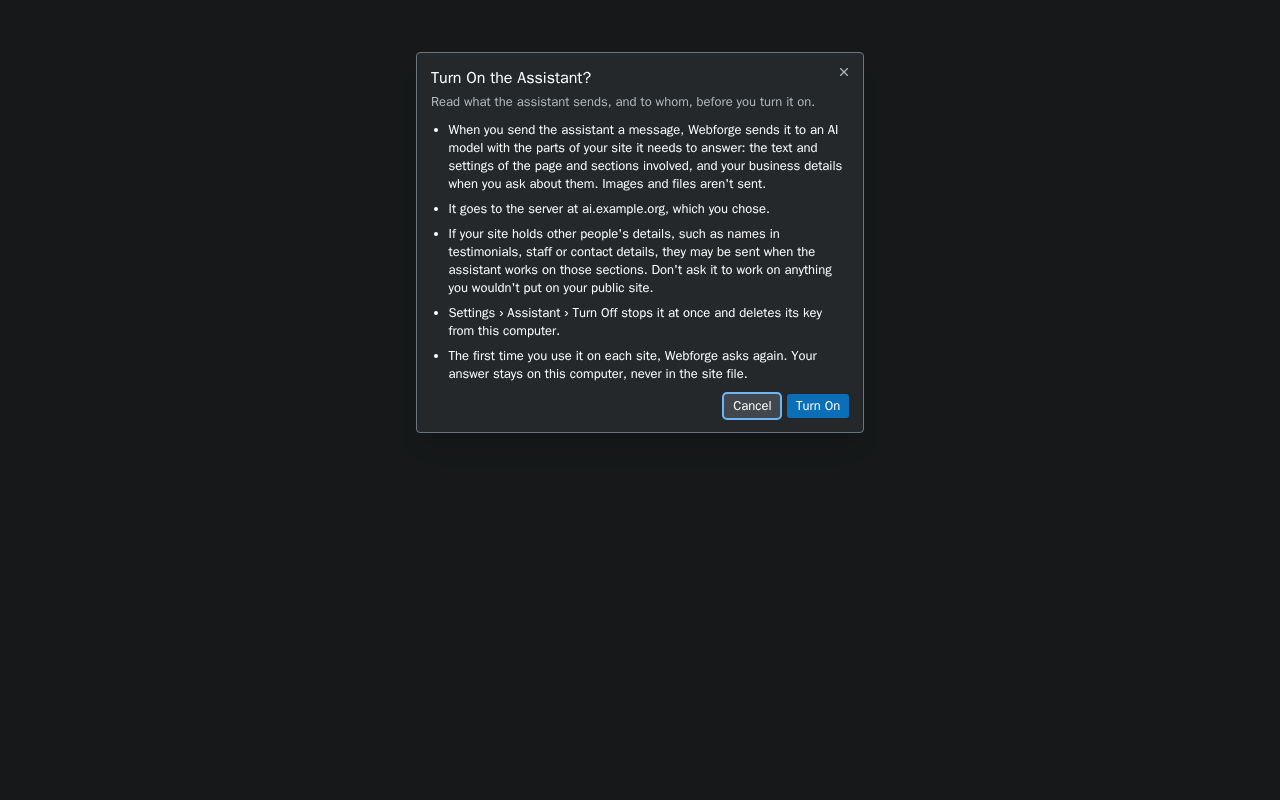 Turn On the Assistant?
Read what the assistant sends, and to whom, before you turn it on.
• When you send the assistant a message, Webforge sends it to an AI
model with the parts of your site it needs to answer: the text and
settings of the page and sections involved, and your business details
when you ask about them. Images and files aren't sent.
• It goes to the server at ai.example.org, which you chose.
• If your site holds other people's details, such as names in
testimonials, staff or contact details, they may be sent when the
assistant works on those sections. Don't ask it to work on anything
you wouldn't put on your public site.
• Settings › Assistant › Turn Off stops it at once and deletes its key
from this computer.
• The first time you use it on each site, Webforge asks again. Your
answer stays on this computer, never in the site file.
Cancel Turn On